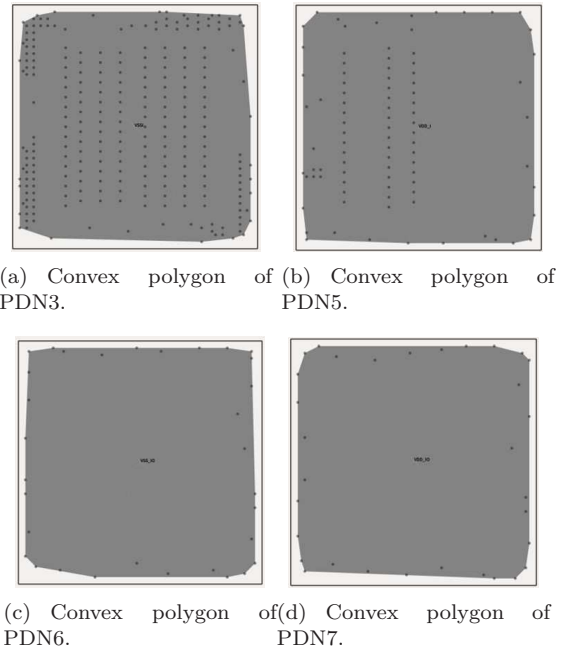 (a) Convex polygon of PDN3.
(b) Convex polygon of PDN5.
(c) Convex polygon of PDN6.
(d) Convex polygon of PDN7.